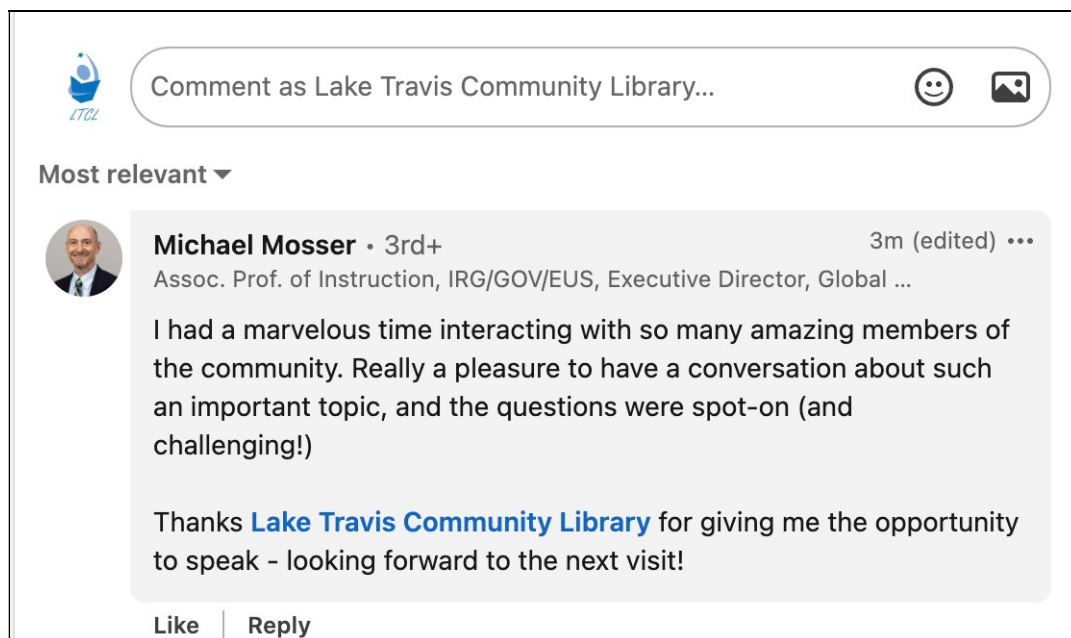 LTCL
Comment as Lake Travis Community Library...
Most relevant
Michael Mosser • 3rd+
3m (edited) •••
Assoc. Prof. of Instruction, IRG/GOV/EUS, Executive Director, Global ...
I had a marvelous time interacting with so many amazing members of
the community. Really a pleasure to have a conversation about such
an important topic, and the questions were spot-on (and
challenging!)
Thanks Lake Travis Community Library for giving me the opportunity
to speak - looking forward to the next visit!
Like
Reply